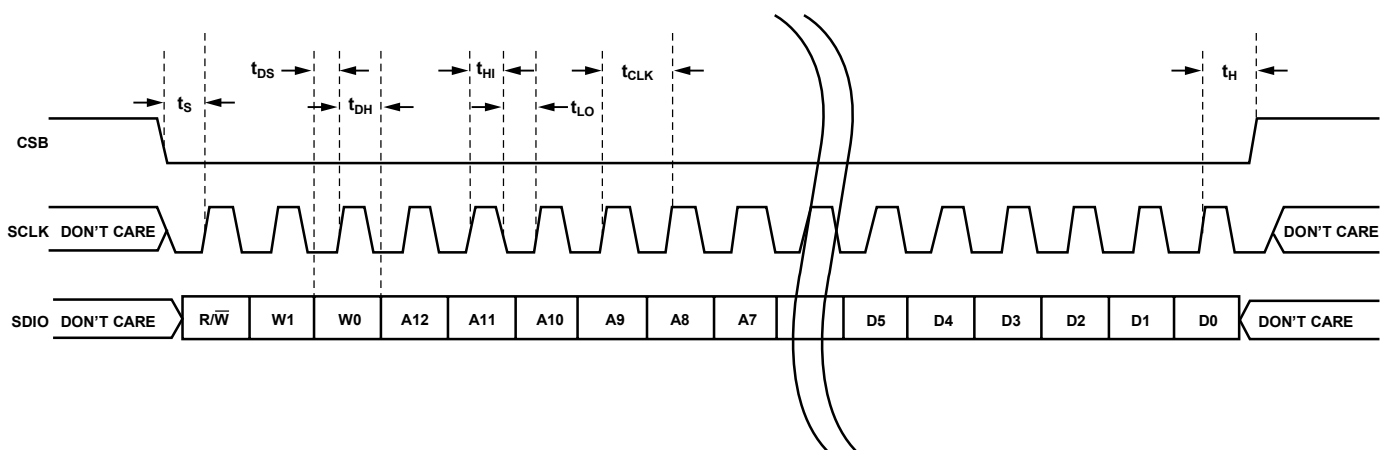 tDS
tHI
tCLK
tH
tS
tDH
tLO
CSB
SCLK DON'T CARE
DON'T CARE
SDIO DON'T CARE
R/W̅ W1 W0 A12 A11 A10 A9 A8 A7 D5 D4 D3 D2 D1 D0
DON'T CARE